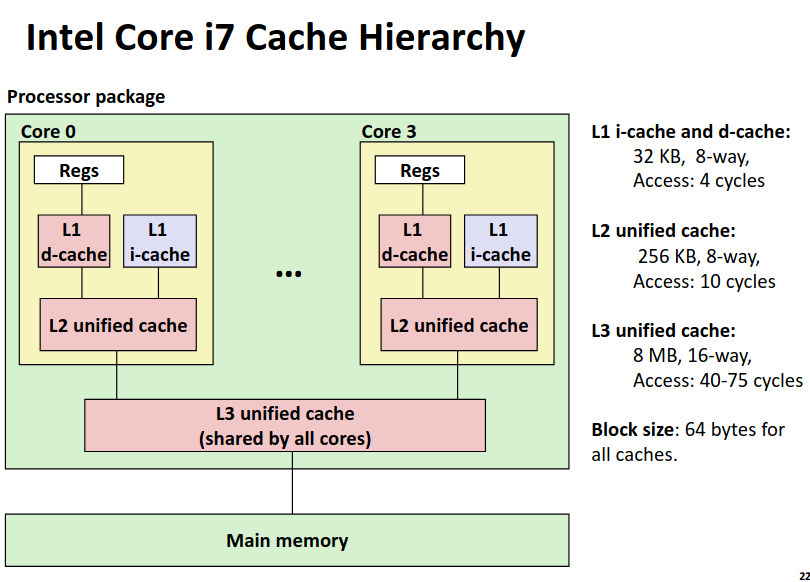 Intel Core i7 Cache Hierarchy
Processor package
Core 0
Regs
L1
d-cache
L1
i-cache
L2 unified cache
...
Core 3
Regs
L1
d-cache
L1
i-cache
L2 unified cache
L3 unified cache
(shared by all cores)
Main memory
L1 i-cache and d-cache:
32 KB, 8-way,
Access: 4 cycles
L2 unified cache:
256 KB, 8-way,
Access: 10 cycles
L3 unified cache:
8 MB, 16-way,
Access: 40-75 cycles
Block size: 64 bytes for
all caches.
22